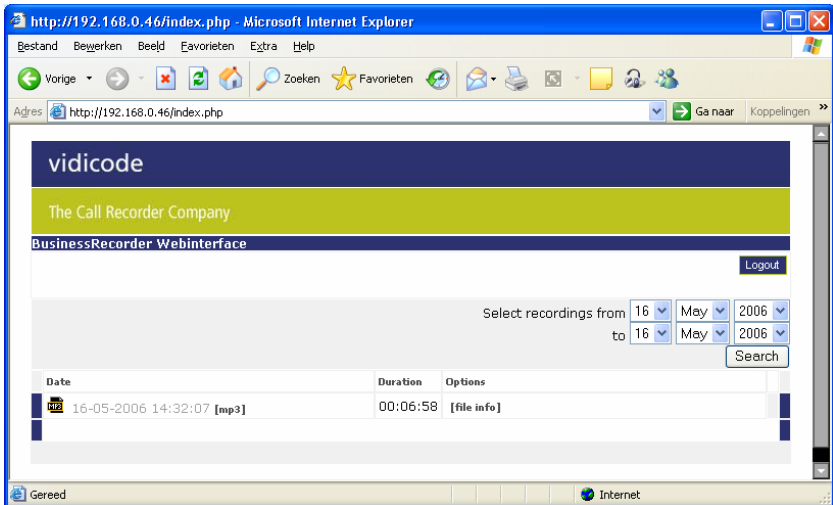 http://192.168.0.46/index.php - Microsoft Internet Explorer
Bestand Bewerken Beeld Favorieten Extra Help
Vorige Zoeken Favorieten
Adres http://192.168.0.46/index.php Ga naar Koppelingen »
vidicode
The Call Recorder Company
BusinessRecorder Webinterface
Logout
Select recordings from 16 May 2006
to 16 May 2006
Search
Date Duration Options
MP3 16-05-2006 14:32:07 [mp3] 00:06:58 [file info]
Gereed Internet